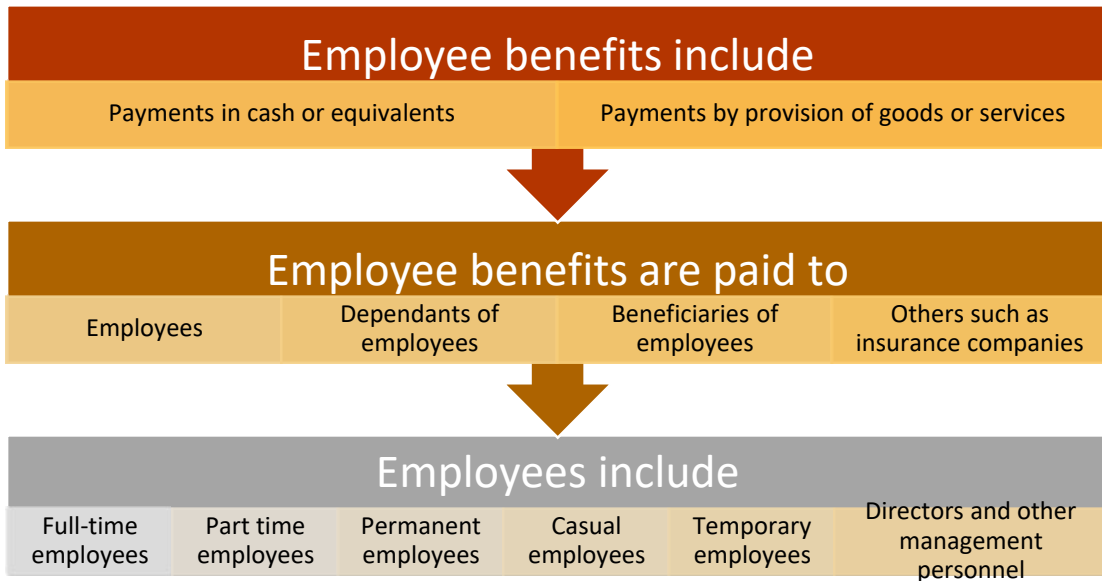 Employee benefits include
Payments in cash or equivalents
Payments by provision of goods or services
Employee benefits are paid to
Employees
Dependants of
employees
Beneficiaries of
employees
Others such as
insurance companies
Employees include
Full-time
employees
Part time
employees
Permanent
employees
Casual
employees
Temporary
employees
Directors and other
management
personnel